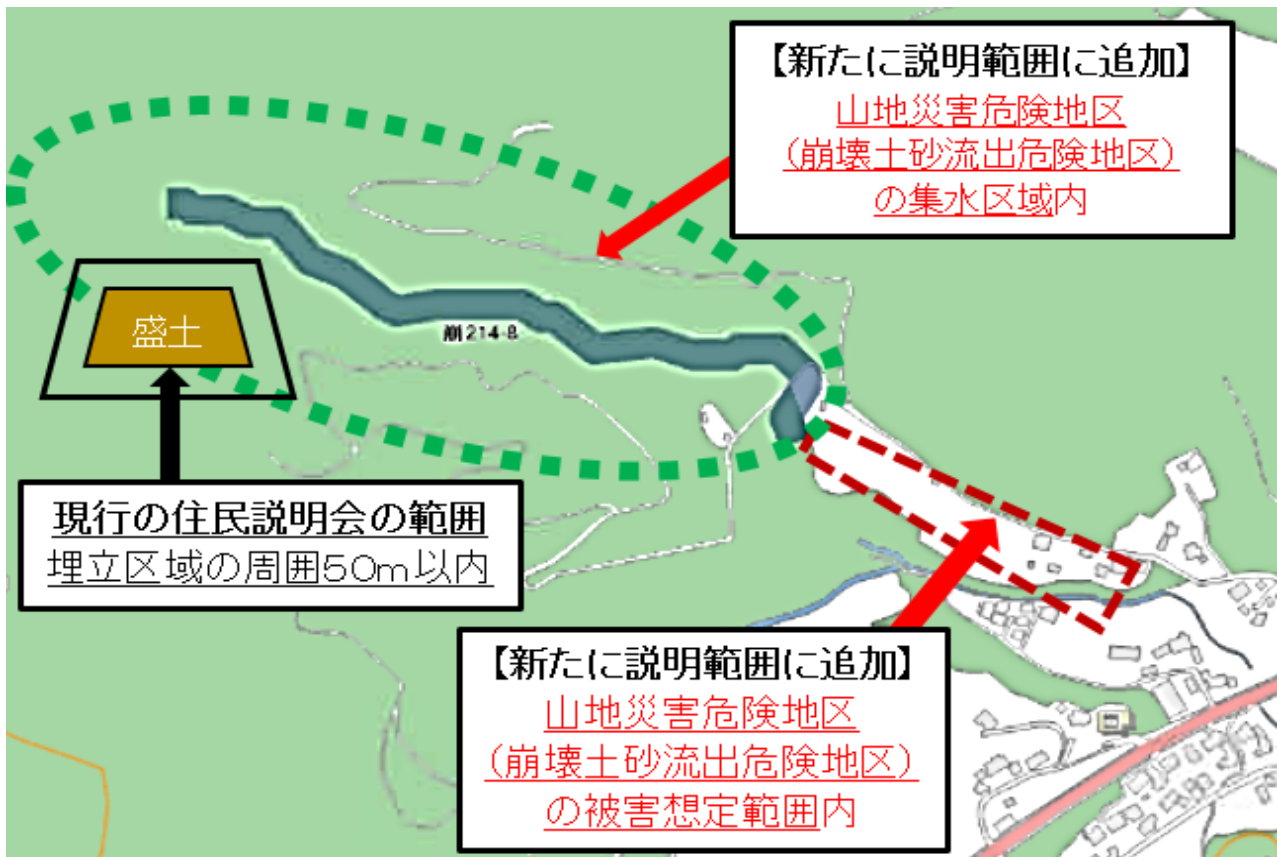 【新たに説明範囲に追加】
山地災害危険地区
（崩壊土砂流出危険地区）
の集水区域内
盛土
崩214-8
現行の住民説明会の範囲
埋立区域の周囲50m以内
【新たに説明範囲に追加】
山地災害危険地区
（崩壊土砂流出危険地区）
の被害想定範囲内